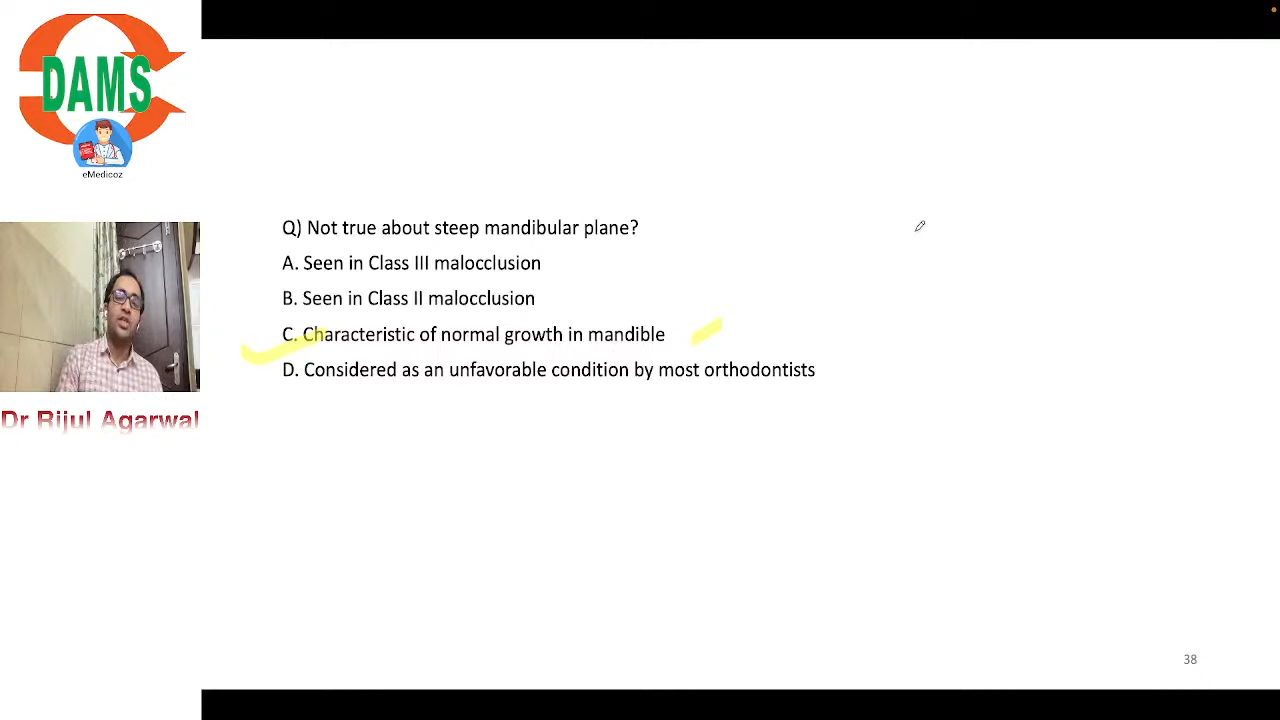 DAMS
eMedicoz
Q) Not true about steep mandibular plane?
A. Seen in Class III malocclusion
B. Seen in Class II malocclusion
C. Characteristic of normal growth in mandible
D. Considered as an unfavorable condition by most orthodontists
Dr Rijul Agarwal
38